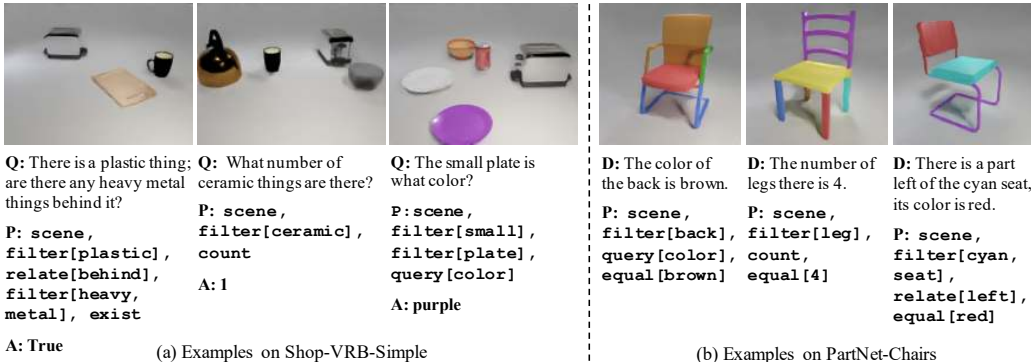 Q: There is a plastic thing;
are there any heavy metal
things behind it?
P: scene,
filter[plastic],
relate[behind],
filter[heavy,
metal], exist
A: True
Q: What number of
ceramic things are there?
P: scene,
filter[ceramic],
count
A: 1
Q: The small plate is
what color?
P:scene,
filter[small],
filter[plate],
query[color]
A: purple
(a) Examples on Shop-VRB-Simple
D: The color of
the back is brown.
P: scene,
filter[back],
query[color],
equal[brown]
D: The number of
legs there is 4.
P: scene,
filter[leg],
count,
equal[4]
D: There is a part
left of the cyan seat,
its color is red.
P: scene,
filter[cyan,
seat],
relate[left],
equal[red]
(b) Examples on PartNet-Chairs